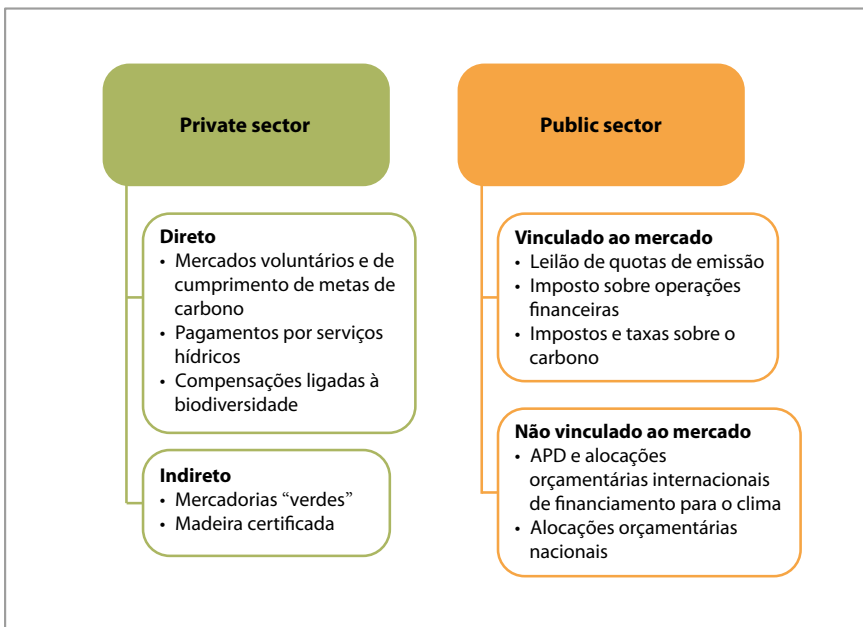 Private sector
Direto
• Mercados voluntários e de
cumprimento de metas de
carbono
• Pagamentos por serviços
hídricos
• Compensações ligadas à
biodiversidade
Indireto
• Mercadorias “verdes”
• Madeira certificada
Public sector
Vinculado ao mercado
• Leilão de quotas de emissão
• Imposto sobre operações
financeiras
• Impostos e taxas sobre o
carbono
Não vinculado ao mercado
• APD e alocações
orçamentárias internacionais
de financiamento para o clima
• Alocações orçamentárias
nacionais